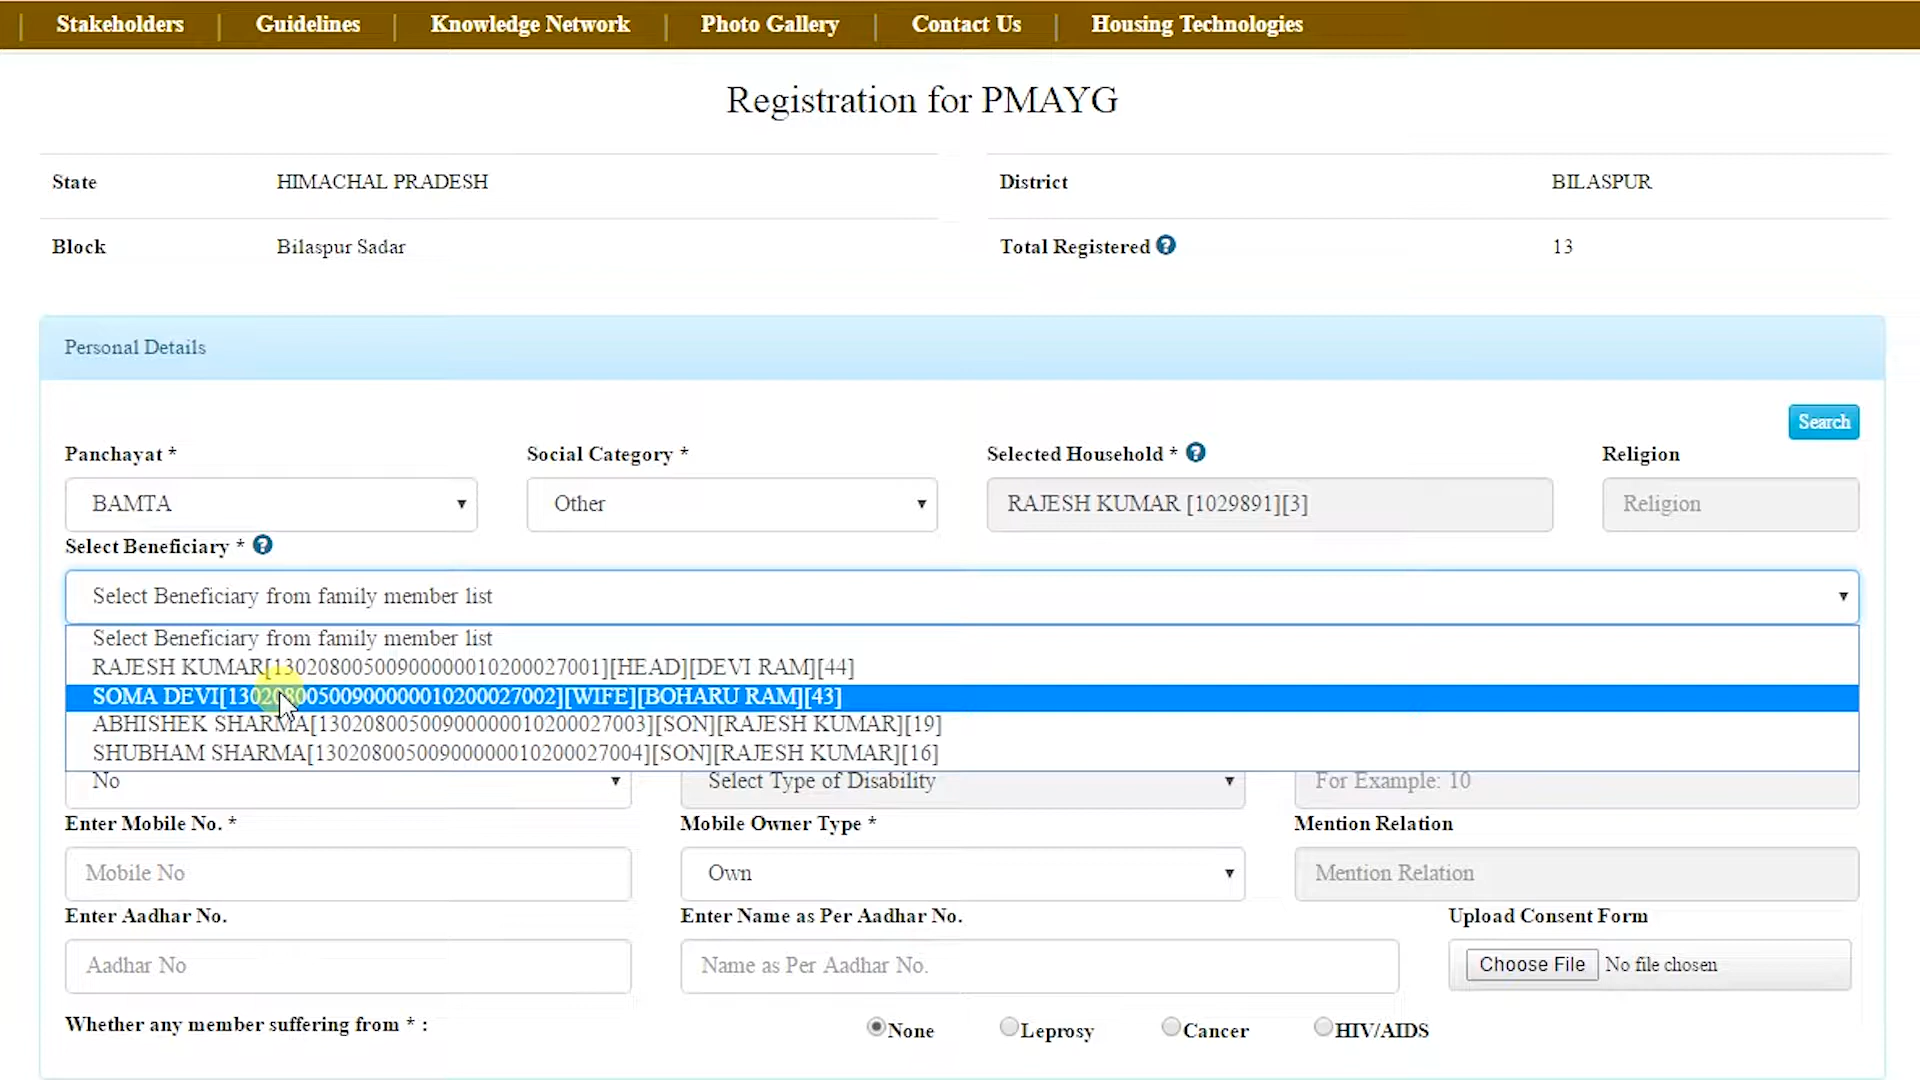 Stakeholders | Guidelines | Knowledge Network | Photo Gallery | Contact Us | Housing Technologies
Registration for PMAYG
State HIMACHAL PRADESH District BILASPUR
Block Bilaspur Sadar Total Registered ? 13
Personal Details
Search
Panchayat * Social Category * Selected Household * ? Religion
BAMTA Other RAJESH KUMAR [1029891][3] Religion
Select Beneficiary * ?
Select Beneficiary from family member list
Select Beneficiary from family member list
RAJESH KUMAR[1302080050090000010200027001][HEAD][DEVI RAM][44]
SOMA DEVI[1302080050090000010200027002][WIFE][BOHARU RAM][43]
ABHISHEK SHARMA[1302080050090000010200027003][SON][RAJESH KUMAR][19]
SHUBHAM SHARMA[1302080050090000010200027004][SON][RAJESH KUMAR][16]
No Select Type of Disability For Example: 10
Enter Mobile No. * Mobile Owner Type * Mention Relation
Mobile No Own Mention Relation
Enter Aadhar No. Enter Name as Per Aadhar No. Upload Consent Form
Aadhar No Name as Per Aadhar No. Choose File No file chosen
Whether any member suffering from * : None Leprosy Cancer HIV/AIDS